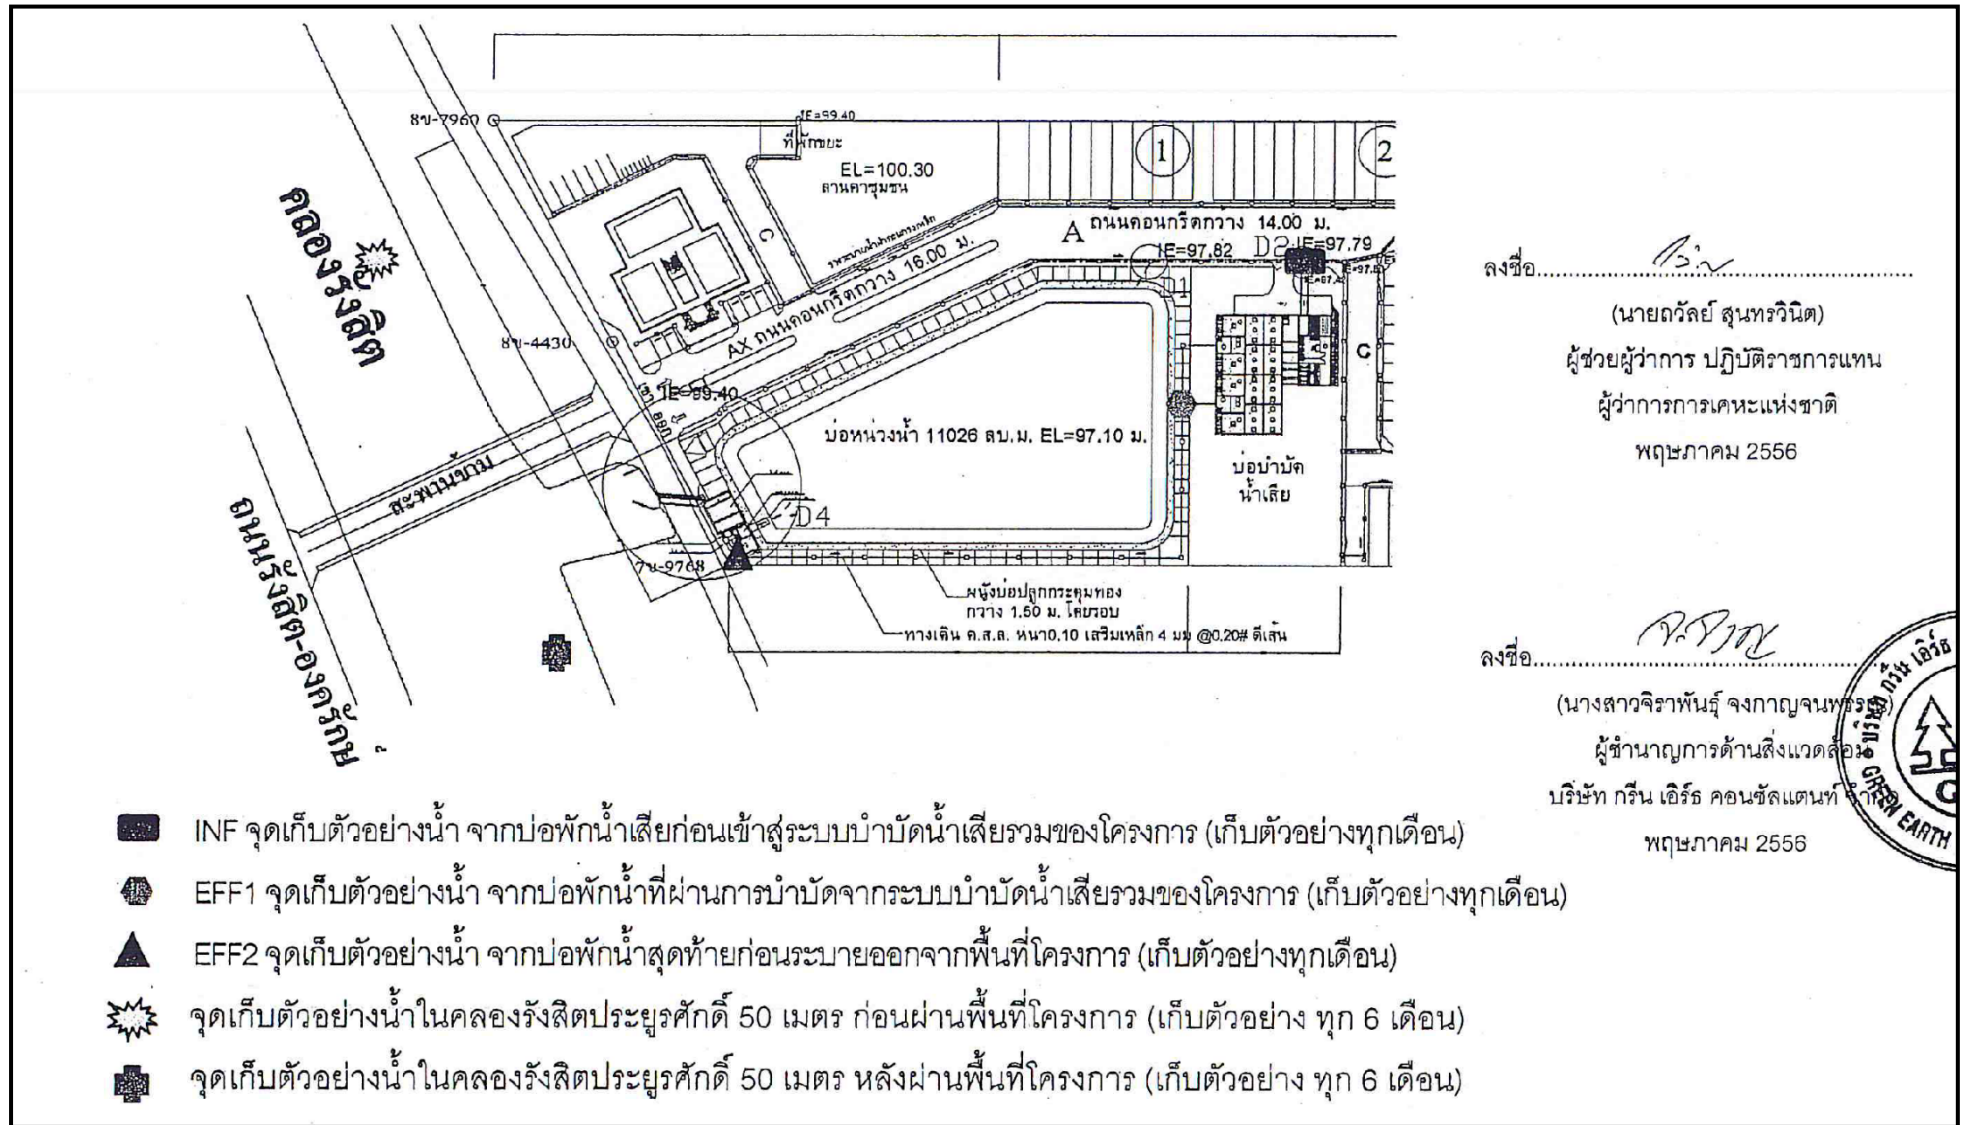 8ข-7960
IE=99.40
ที่พักขยะ
EL=100.30
ลานค้าชุมชน
1
2
คลองรังสิต
C
A ถนนคอนกรีตกว้าง 14.00 ม.
IE=97.82 D2 IE=97.79
D1
8ข-4430
AX ถนนคอนกรีตกว้าง 16.00 ม.
C
IE=99.40
บ่อหน่วงน้ำ 11026 ลบ.ม. EL=97.10 ม.
บ่อบำบัด
น้ำเสีย
สะพานข้าม
D4
7ข-9768
ถนนรังสิต-องครักษ์
ผนังบ่อปลูกกระดุมทอง
กว้าง 1.50 ม. โดยรอบ
ทางเดิน ค.ส.ล. หนา0.10 เสริมเหล็ก 4 มม @0.20# ตีเส้น
ลงชื่อ
(นายถวัลย์ สุนทรวินิต)
ผู้ช่วยผู้ว่าการ ปฏิบัติราชการแทน
ผู้ว่าการการเคหะแห่งชาติ
พฤษภาคม 2556
ลงชื่อ
(นางสาวจิราพันธุ์
ผู้ชำนาญการด้านสิ่งแวดล้อม
บริษัท กรีน เอิร์ธ คอนซัลแตนท์
พฤษภาคม 2556
บริษัท กรีน เอิร์ธ
GREEN EARTH
INF จุดเก็บตัวอย่างน้ำ จากบ่อพักน้ำเสียก่อนเข้าสู่ระบบบำบัดน้ำเสียรวมของโครงการ (เก็บตัวอย่างทุกเดือน)
EFF1 จุดเก็บตัวอย่างน้ำ จากบ่อพักน้ำที่ผ่านการบำบัดจากระบบบำบัดน้ำเสียรวมของโครงการ (เก็บตัวอย่างทุกเดือน)
EFF2 จุดเก็บตัวอย่างน้ำ จากบ่อพักน้ำสุดท้ายก่อนระบายออกจากพื้นที่โครงการ (เก็บตัวอย่างทุกเดือน)
จุดเก็บตัวอย่างน้ำในคลองรังสิตประยูรศักดิ์ 50 เมตร ก่อนผ่านพื้นที่โครงการ (เก็บตัวอย่าง ทุก 6 เดือน)
จุดเก็บตัวอย่างน้ำในคลองรังสิตประยูรศักดิ์ 50 เมตร หลังผ่านพื้นที่โครงการ (เก็บตัวอย่าง ทุก 6 เดือน)